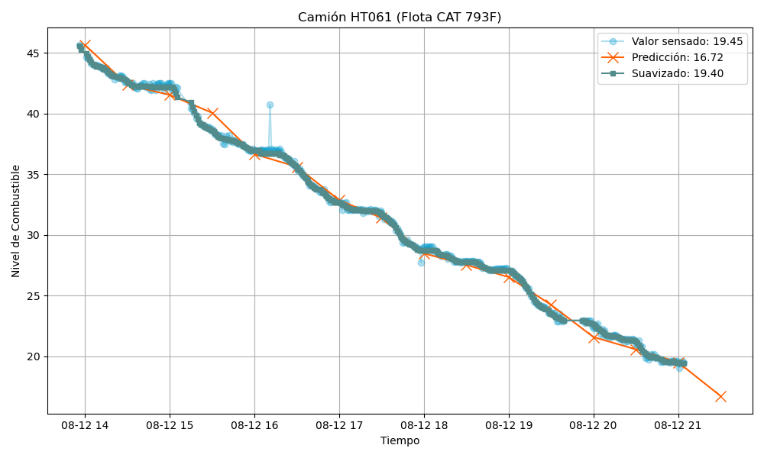 Camión HT061 (Flota CAT 793F)
Valor sensado: 19.45
Predicción: 16.72
Suavizado: 19.40
Nivel de Combustible
45
40
35
30
25
20
08-12 14 08-12 15 08-12 16 08-12 17 08-12 18 08-12 19 08-12 20 08-12 21
Tiempo